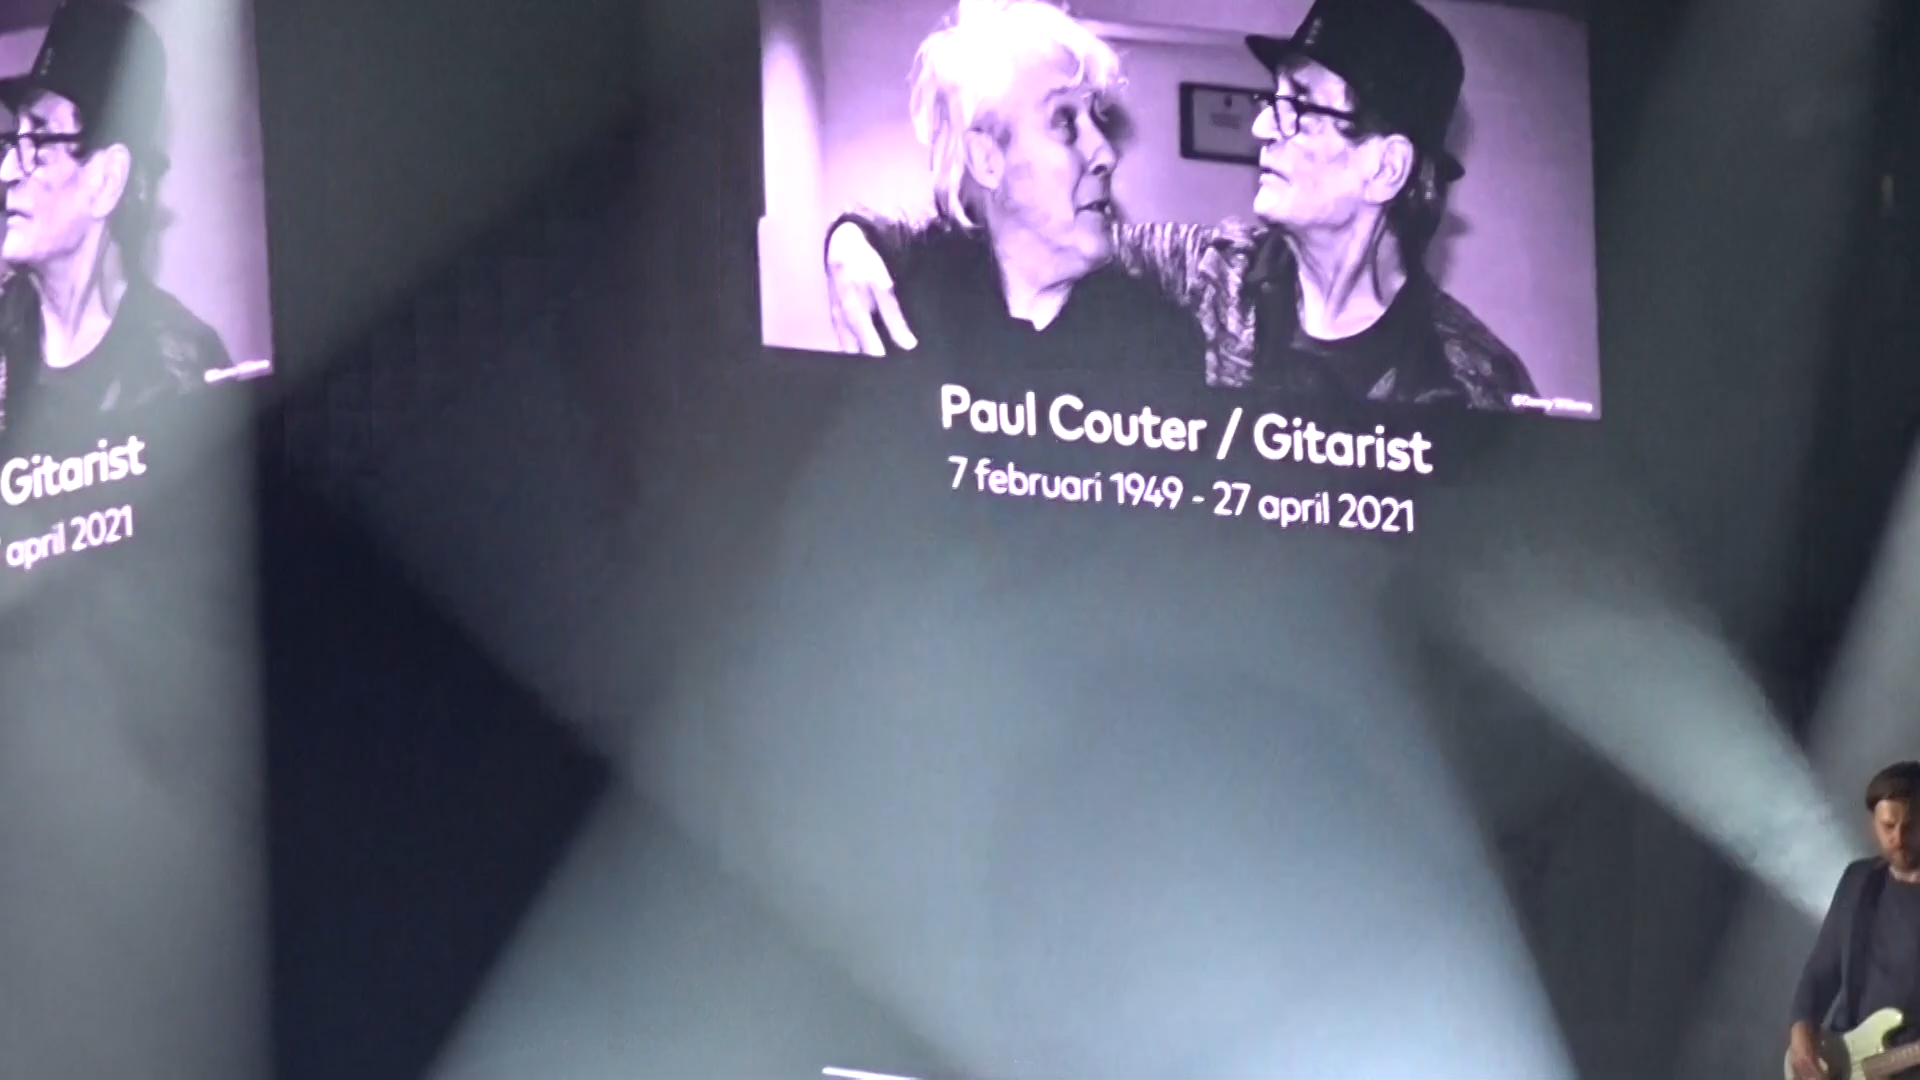 Gitarist
april 2021
Paul Couter / Gitarist
7 februari 1949 - 27 april 2021